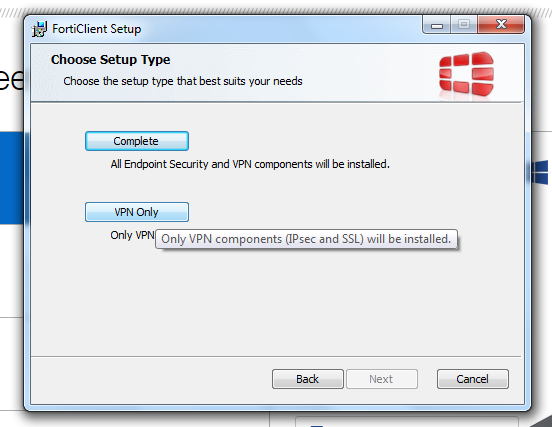 FortiClient Setup
Choose Setup Type
Choose the setup type that best suits your needs
Complete
All Endpoint Security and VPN components will be installed.
VPN Only
Only VPN
Only VPN components (IPsec and SSL) will be installed.
Back
Next
Cancel